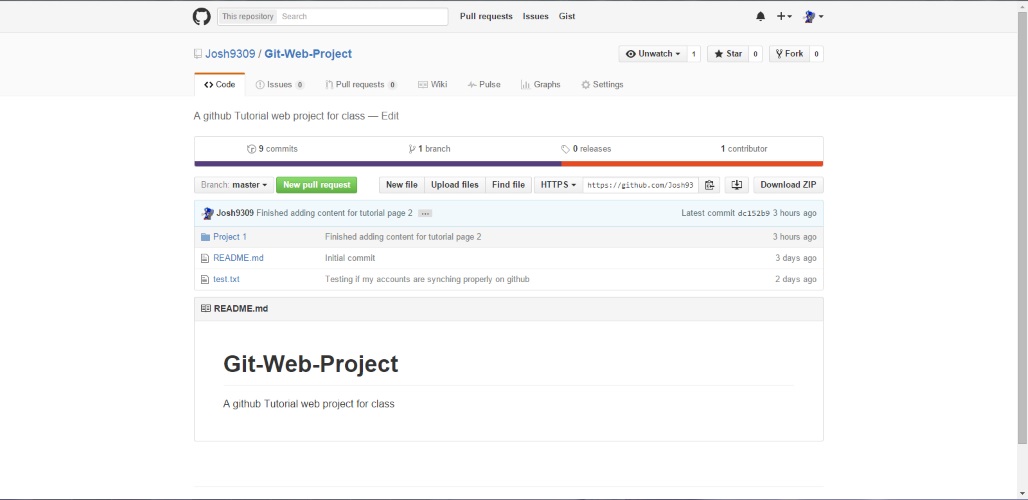 This repository Search Pull requests Issues Gist
Josh9309 / Git-Web-Project Unwatch 1 Star 0 Fork 0
Code Issues 0 Pull requests 0 Wiki Pulse Graphs Settings
A github Tutorial web project for class — Edit
9 commits 1 branch 0 releases 1 contributor
Branch: master New pull request New file Upload files Find file HTTPS https://github.com/Josh93 Download ZIP
Josh9309 Finished adding content for tutorial page 2 ... Latest commit dc152b9 3 hours ago
Project 1 Finished adding content for tutorial page 2 3 hours ago
README.md Initial commit 3 days ago
test.txt Testing if my accounts are synching properly on github 2 days ago
README.md
Git-Web-Project
A github Tutorial web project for class